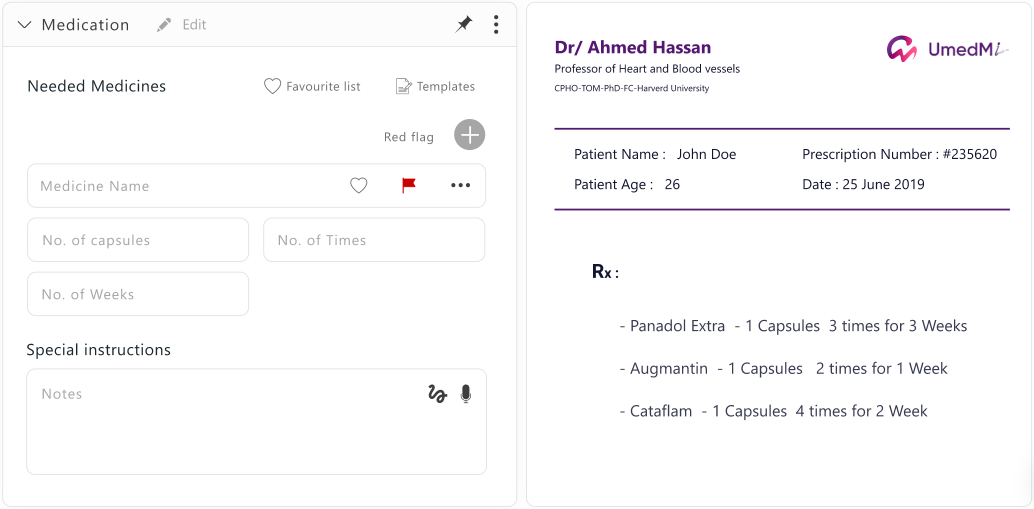 Medication Edit
Needed Medicines Favourite list Templates
Red flag
Medicine Name
No. of capsules No. of Times
No. of Weeks
Special instructions
Notes
Dr/ Ahmed Hassan
Professor of Heart and Blood vessels
CPHO-TOM-PhD-FC-Harverd University
UmedMi
Patient Name : John Doe Prescription Number : #235620
Patient Age : 26 Date : 25 June 2019
Rx :
- Panadol Extra - 1 Capsules 3 times for 3 Weeks
- Augmantin - 1 Capsules 2 times for 1 Week
- Cataflam - 1 Capsules 4 times for 2 Week